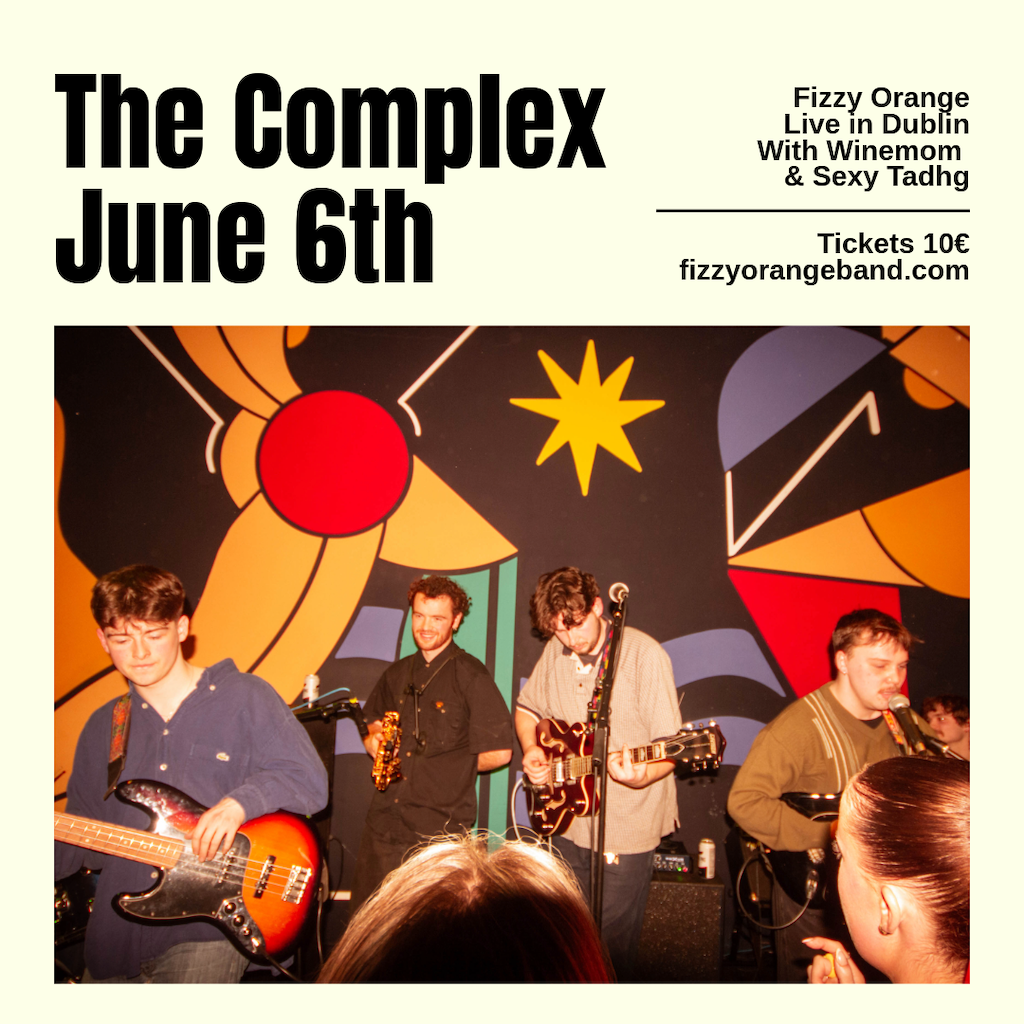 The Complex
June 6th
Fizzy Orange
Live in Dublin
With Winemom
& Sexy Tadhg
Tickets 10€
fizzyorangeband.com